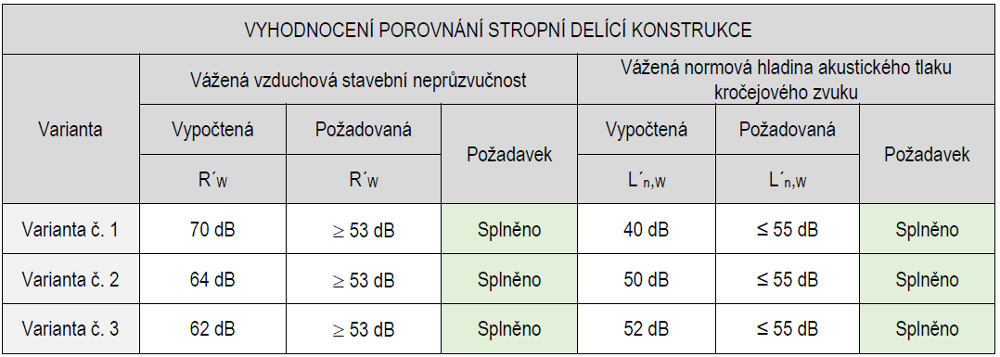 VYHODNOCENÍ POROVNÁNÍ STROPNÍ DELÍCÍ KONSTRUKCE
Varianta
Vážená vzduchová stavební neprůzvučnost
Vážená normová hladina akustického tlaku
kročejového zvuku
Vypočtená
Požadovaná
Požadavek
Vypočtená
Požadovaná
Požadavek
R´w
R´w
L´n,w
L´n,w
Varianta č. 1 70 dB ≥ 53 dB Splněno 40 dB ≤ 55 dB Splněno
Varianta č. 2 64 dB ≥ 53 dB Splněno 50 dB ≤ 55 dB Splněno
Varianta č. 3 62 dB ≥ 53 dB Splněno 52 dB ≤ 55 dB Splněno